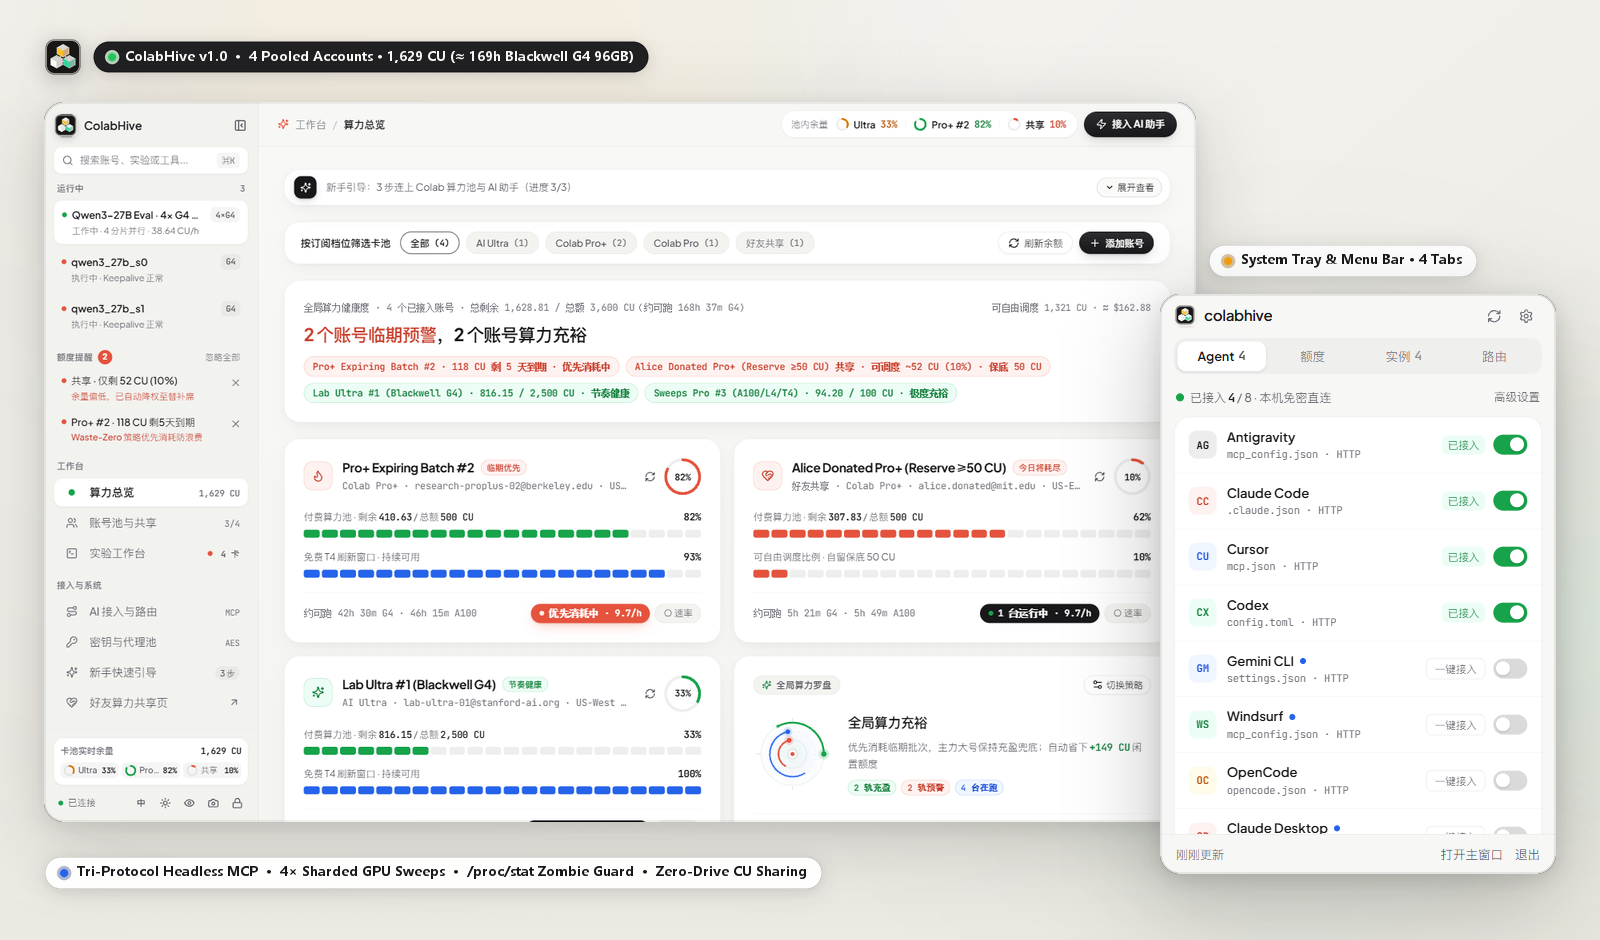 ColabHive v1.0 • 4 Pooled Accounts • 1,629 CU (≈ 169h Blackwell G4 96GB)
ColabHive
搜索账号、实验或工具... ⌘K
运行中 3
Qwen3-27B Eval · 4× G4 ... 4×G4
工作中 · 4 分片并行 · 38.64 CU/h
qwen3_27b_s0 G4
执行中 · Keepalive 正常
qwen3_27b_s1 G4
执行中 · Keepalive 正常
额度提醒 2 忽略全部
共享 · 仅剩 52 CU (10%)
余量偏低，已自动降权至替补席
Pro+ #2 · 118 CU 剩5天到期
Waste-Zero 策略优先消耗防浪费
工作台
算力总览 1,629 CU
账号池与共享 3/4
实验工作台 4 卡
接入与系统
AI 接入与路由 MCP
密钥与代理池 AES
新手快速引导 3步
好友算力共享页
卡池实时余量 1,629 CU
Ultra 33% Pro... 82% 共享 10%
已连接 中
工作台 / 算力总览
池内余量 Ultra 33% Pro+ #2 82% 共享 10%
接入 AI 助手
新手引导：3 步连上 Colab 算力池与 AI 助手（进度 3/3）
展开查看
按订阅档位筛选卡池 全部 (4) AI Ultra (1) Colab Pro+ (2) Colab Pro (1) 好友共享 (1)
刷新余额 + 添加账号
全局算力健康度 · 4 个已接入账号 · 总剩余 1,628.81 / 总额 3,600 CU (约可跑 168h 37m G4)
可自由调度 1,321 CU · ≈ $162.88
2 个账号临期预警，2 个账号算力充裕
Pro+ Expiring Batch #2 · 118 CU 剩 5 天到期 · 优先消耗中
Alice Donated Pro+ (Reserve ≥50 CU) 共享 · 可调度 ~52 CU (10%) · 保底 50 CU
Lab Ultra #1 (Blackwell G4) · 816.15 / 2,500 CU · 节奏健康
Sweeps Pro #3 (A100/L4/T4) · 94.20 / 100 CU · 极度充裕
Pro+ Expiring Batch #2 临期优先
Colab Pro+ · research-proplus-02@berkeley.edu · US…
82%
付费算力池 · 剩余 410.63 / 总额 500 CU 82%
免费 T4 刷新窗口 · 持续可用 93%
约可跑 42h 30m G4 · 46h 15m A100
优先消耗中 · 9.7/h
速率
Alice Donated Pro+ (Reserve ≥50 CU) 今日将耗尽
好友共享 · Colab Pro+ · alice.donated@mit.edu · US-E…
10%
付费算力池 · 剩余 307.83 / 总额 500 CU 62%
可自由调度比例 · 自留保底 50 CU 10%
约可跑 5h 21m G4 · 5h 49m A100
1 台运行中 · 9.7/h
速率
Lab Ultra #1 (Blackwell G4) 节奏健康
AI Ultra · lab-ultra-01@stanford-ai.org · US-West …
33%
付费算力池 · 剩余 816.15 / 总额 2,500 CU 33%
免费 T4 刷新窗口 · 持续可用 100%
全局算力罗盘 切换策略
全局算力充裕
优先消耗临期批次，主力大号保持充盈兜底；自动省下 +149 CU 闲
置额度
2 轨充盈 2 轨预警 4 台在跑
System Tray & Menu Bar • 4 Tabs
colabhive
Agent 4 额度 实例 4 路由
已接入 4 / 8 · 本机免密直连 高级设置
AG Antigravity
mcp_config.json · HTTP
已接入
CC Claude Code
.claude.json · HTTP
已接入
CU Cursor
mcp.json · HTTP
已接入
CX Codex
config.toml · HTTP
已接入
GM Gemini CLI
settings.json · HTTP
一键接入
WS Windsurf
mcp_config.json · HTTP
一键接入
OC OpenCode
opencode.json · HTTP
一键接入
Claude Desktop
刚刚更新 打开主窗口 退出
Tri-Protocol Headless MCP • 4× Sharded GPU Sweeps • /proc/stat Zombie Guard • Zero-Drive CU Sharing